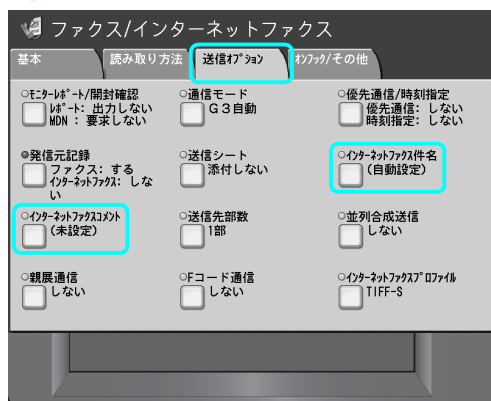 ファクス/インターネットファクス
基本 読み取り方法 送信ｵﾌﾟｼｮﾝ ｵﾝﾌｯｸ/その他
○ﾓﾆﾀｰﾚﾎﾟｰﾄ/開封確認
ﾚﾎﾟｰﾄ: 出力しない
MDN : 要求しない
○通信モード
G3自動
○優先通信/時刻指定
優先通信: しない
時刻指定: しない
●発信元記録
ファクス: する
ｲﾝﾀｰﾈｯﾄﾌｧｸｽ: しな
い
○送信シート
添付しない
○ｲﾝﾀｰﾈｯﾄﾌｧｸｽ件名
(自動設定)
○ｲﾝﾀｰﾈｯﾄﾌｧｸｽｺﾒﾝﾄ
(未設定)
○送信先部数
1部
○並列合成送信
しない
○親展通信
しない
○Fコード通信
しない
○ｲﾝﾀｰﾈｯﾄﾌｧｸｽﾌﾟﾛﾌｧｲﾙ
TIFF-S